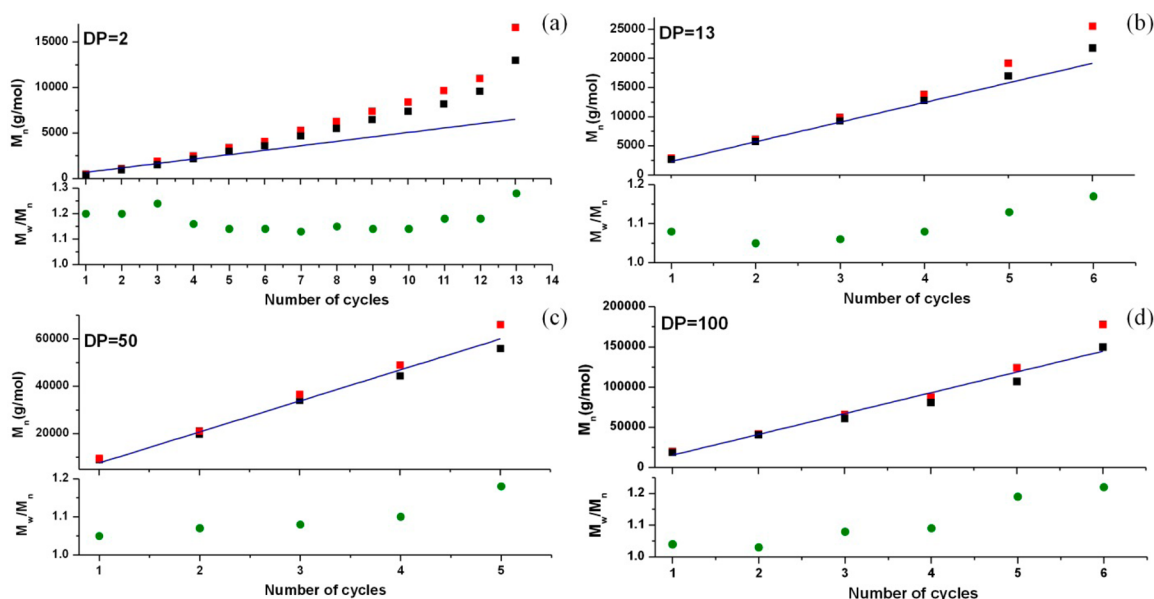 (a)
DP=2
15000
10000
5000
0
Mn(g/mol)
1.3
1.2
1.1
1.0
Mw/Mn
1 2 3 4 5 6 7 8 9 10 11 12 13 14
Number of cycles
(b)
DP=13
25000
20000
15000
10000
5000
0
Mn(g/mol)
1.2
1.1
1.0
Mw/Mn
1 2 3 4 5 6
Number of cycles
(c)
DP=50
60000
40000
20000
Mn(g/mol)
1.2
1.1
1.0
Mw/Mn
1 2 3 4 5
Number of cycles
(d)
DP=100
200000
150000
100000
50000
0
Mn(g/mol)
1.2
1.1
1.0
Mw/Mn
1 2 3 4 5 6
Number of cycles